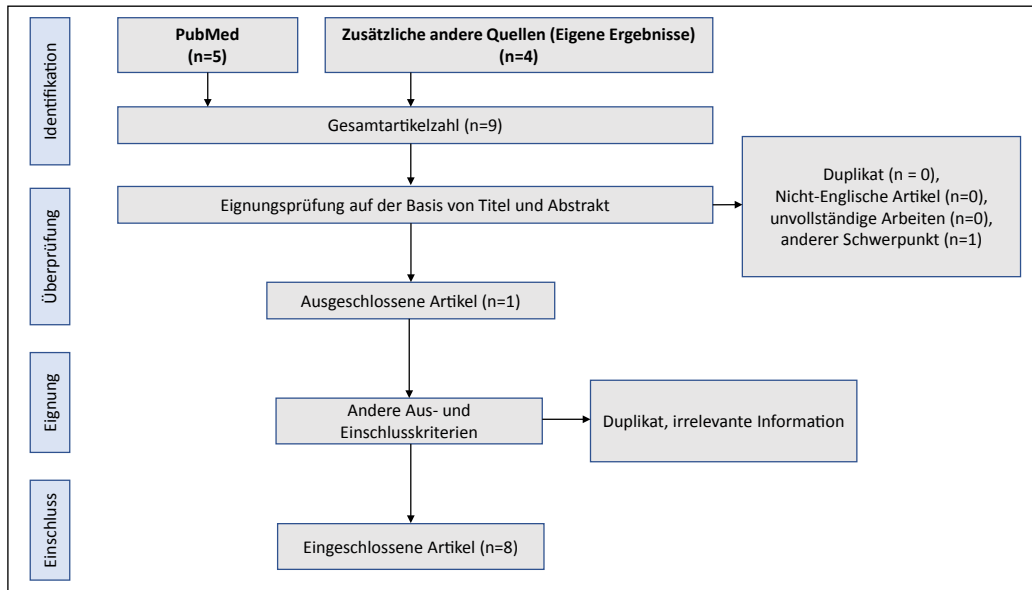 Identifikation
PubMed
(n=5)
Zusätzliche andere Quellen (Eigene Ergebnisse)
(n=4)
Gesamtartikelzahl (n=9)
Überprüfung
Eignungsprüfung auf der Basis von Titel und Abstrakt
Duplikat (n = 0),
Nicht-Englische Artikel (n=0),
unvollständige Arbeiten (n=0),
anderer Schwerpunkt (n=1)
Ausgeschlossene Artikel (n=1)
Eignung
Andere Aus- und
Einschlusskriterien
Duplikat, irrelevante Information
Einschluss
Eingeschlossene Artikel (n=8)